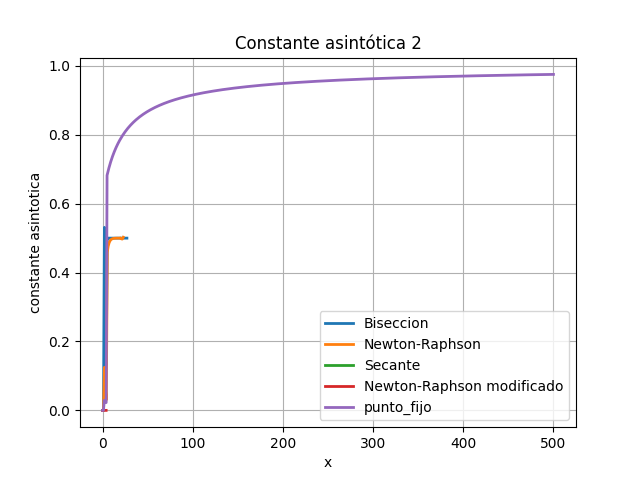 Constante asintótica 2
constante asintotica
1.0
0.8
0.6
0.4
0.2
0.0
Biseccion
Newton-Raphson
Secante
Newton-Raphson modificado
punto_fijo
0
100
200
300
400
500
x